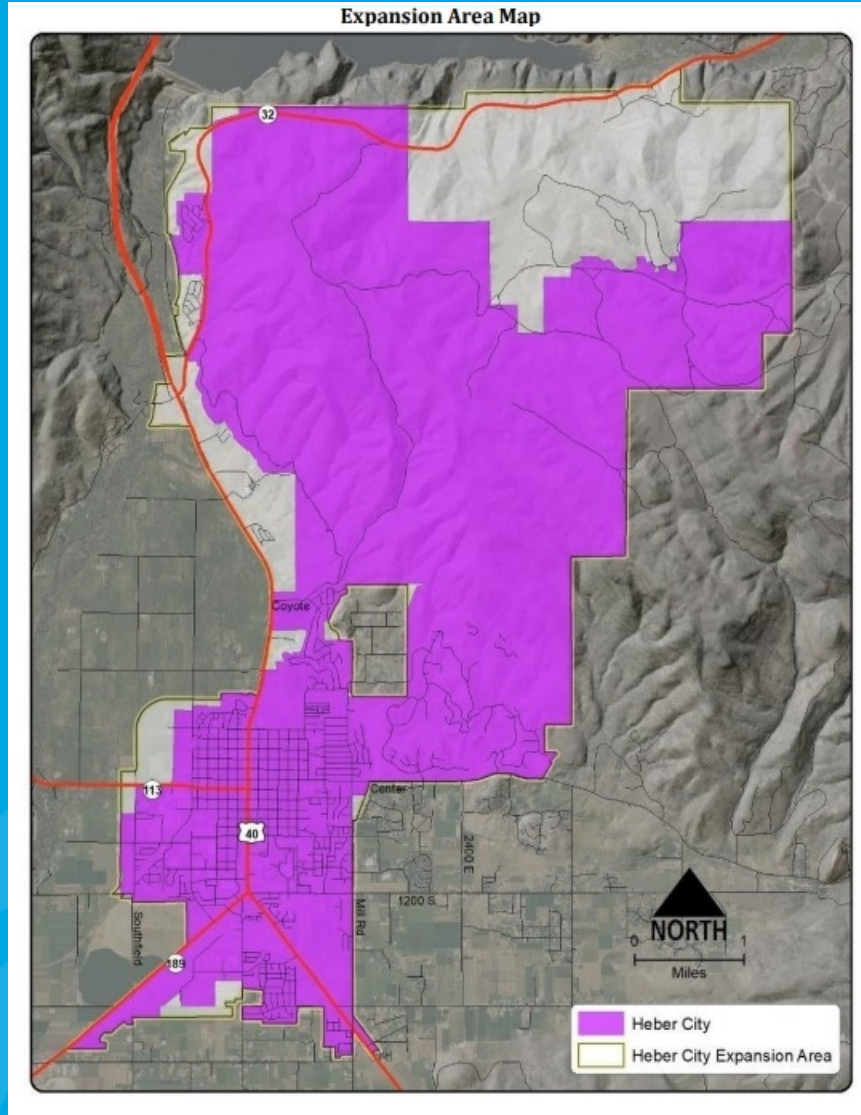 Expansion Area Map
32
Coyote
113
Center
40
2400 E
1200 S
Mill Rd
Southfield
189
NORTH
0 1
Miles
Heber City
Heber City Expansion Area